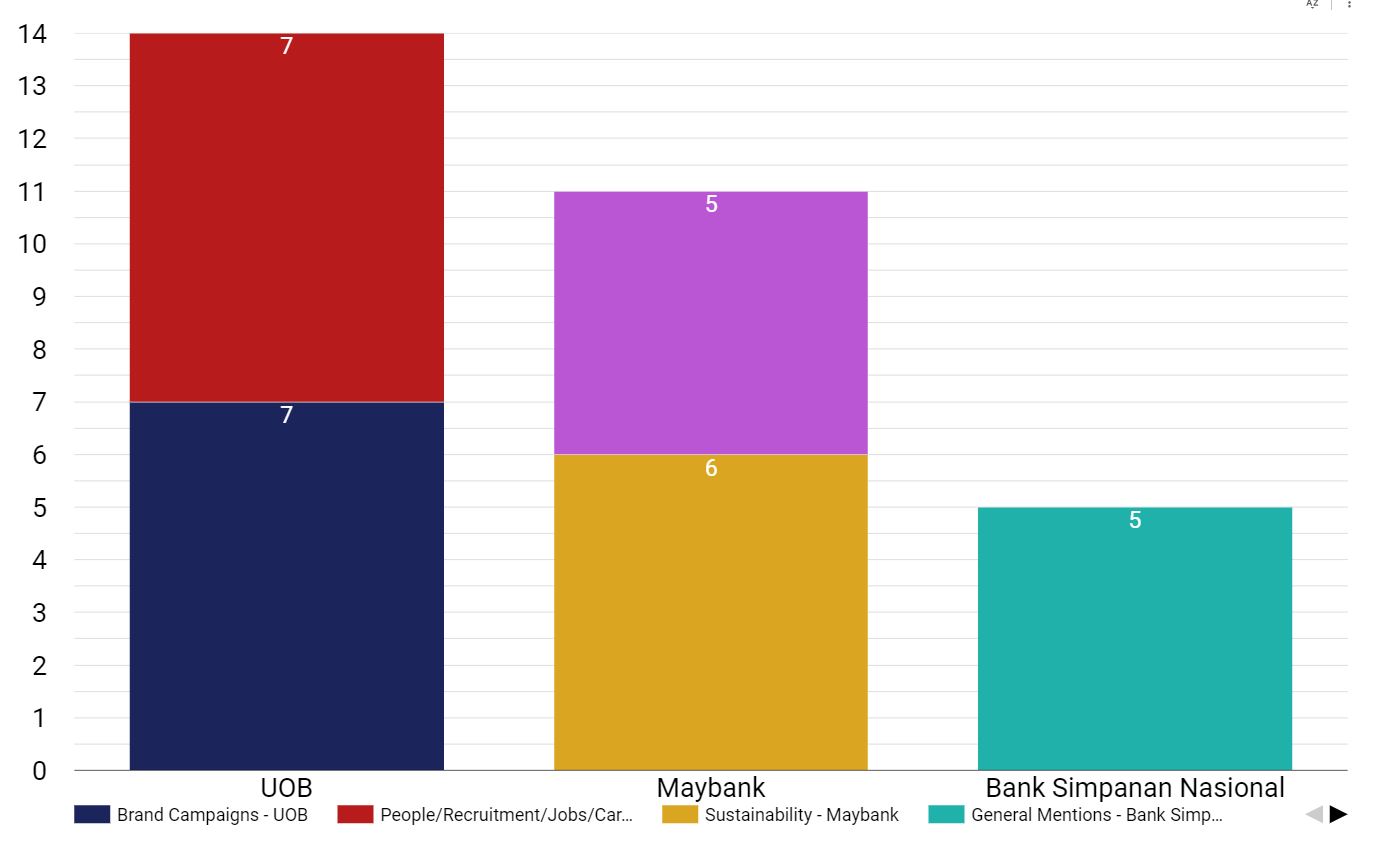 AZ
14
13
12
11
10
9
8
7
6
5
4
3
2
1
0
7
7
5
6
5
UOB
Maybank
Bank Simpanan Nasional
Brand Campaigns - UOB
People/Recruitment/Jobs/Car...
Sustainability - Maybank
General Mentions - Bank Simp...